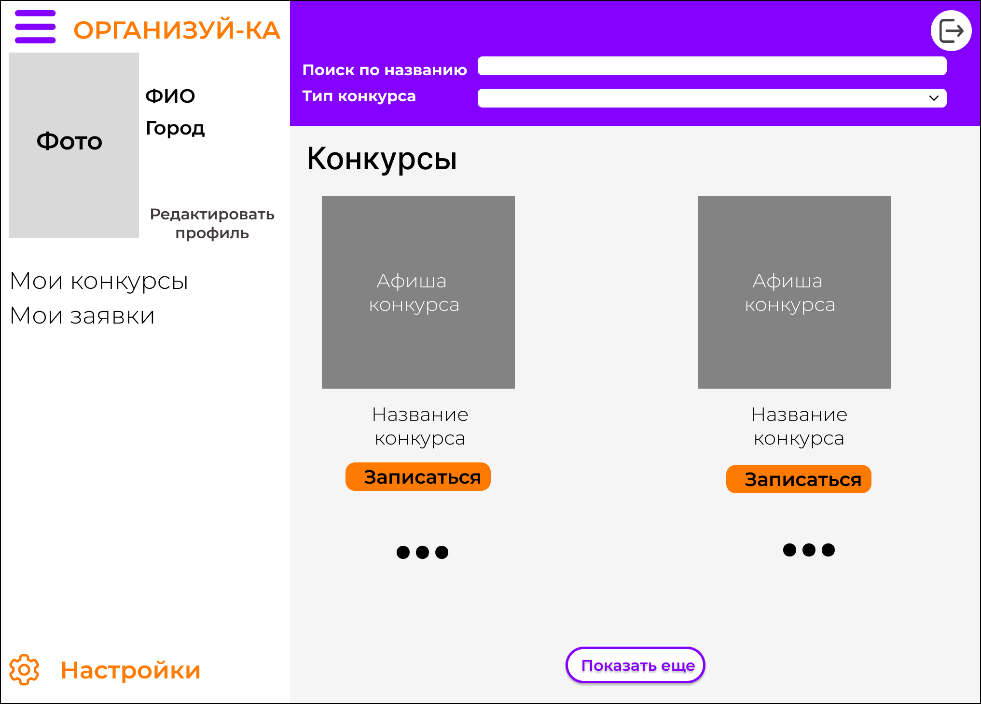 ОРГАНИЗУЙ-КА
Фото
ФИО
Город
Редактировать
профиль
Мои конкурсы
Мои заявки
Настройки
Поиск по названию
Тип конкурса
Конкурсы
Афиша
конкурса
Название
конкурса
Записаться
Афиша
конкурса
Название
конкурса
Записаться
Показать еще